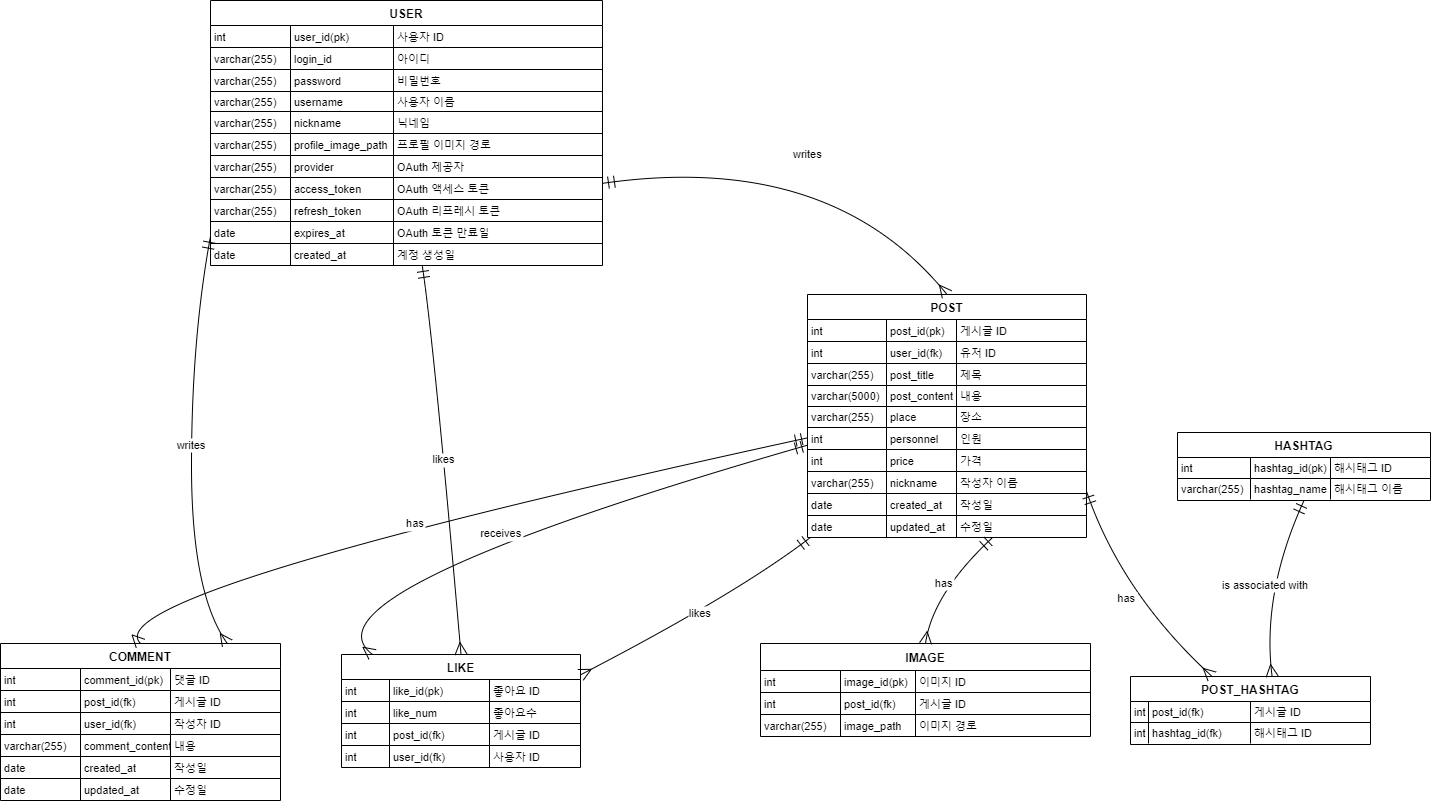 USER
int user_id(pk) 사용자 ID
varchar(255) login_id 아이디
varchar(255) password 비밀번호
varchar(255) username 사용자 이름
varchar(255) nickname 닉네임
varchar(255) profile_image_path 프로필 이미지 경로
varchar(255) provider OAuth 제공자
varchar(255) access_token OAuth 액세스 토큰
varchar(255) refresh_token OAuth 리프레시 토큰
date expires_at OAuth 토큰 만료일
date created_at 계정 생성일
writes
POST
int post_id(pk) 게시글 ID
int user_id(fk) 유저 ID
varchar(255) post_title 제목
varchar(5000) post_content 내용
varchar(255) place 장소
int personnel 인원
int price 가격
varchar(255) nickname 작성자 이름
date created_at 작성일
date updated_at 수정일
HASHTAG
int hashtag_id(pk) 해시태그 ID
varchar(255) hashtag_name 해시태그 이름
writes
likes
has
receives
likes
has
has
is associated with
COMMENT
int comment_id(pk) 댓글 ID
int post_id(fk) 게시글 ID
int user_id(fk) 작성자 ID
varchar(255) comment_content 내용
date created_at 작성일
date updated_at 수정일
LIKE
int like_id(pk) 좋아요 ID
int like_num 좋아요수
int post_id(fk) 게시글 ID
int user_id(fk) 사용자 ID
IMAGE
int image_id(pk) 이미지 ID
int post_id(fk) 게시글 ID
varchar(255) image_path 이미지 경로
POST_HASHTAG
int post_id(fk) 게시글 ID
int hashtag_id(fk) 해시태그 ID